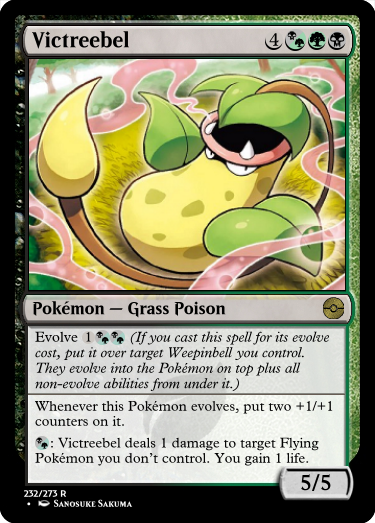 Victreebel 4
Pokémon — Grass Poison
Evolve 1 (If you cast this spell for its evolve
cost, put it over target Weepinbell you control.
They evolve into the Pokémon on top plus all
non-evolve abilities from under it.)
Whenever this Pokémon evolves, put two +1/+1
counters on it.
: Victreebel deals 1 damage to target Flying
Pokémon you don't control. You gain 1 life.
5/5
232/273 R
• Sanosuke Sakuma